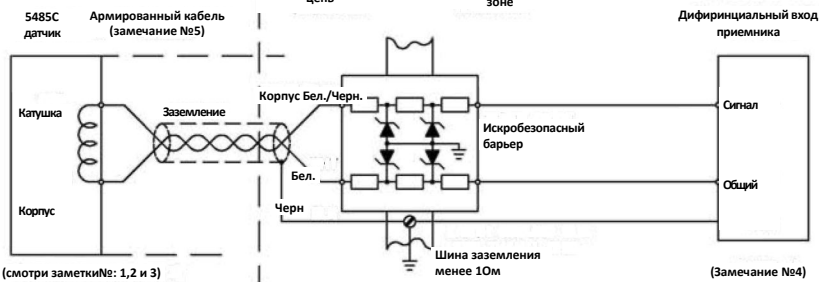 цепь
зоне
5485C
датчик
Армированный кабель
(замечание №5)
Дифиринциальный вход
приемника
Катушка
Заземление
Корпус Бел./Черн.
Сигнал
Искробезопасный
барьер
Бел.
Общий
Корпус
Черн
Шина заземления
менее 1Ом
(смотри заметки№: 1,2 и 3)
(Замечание №4)